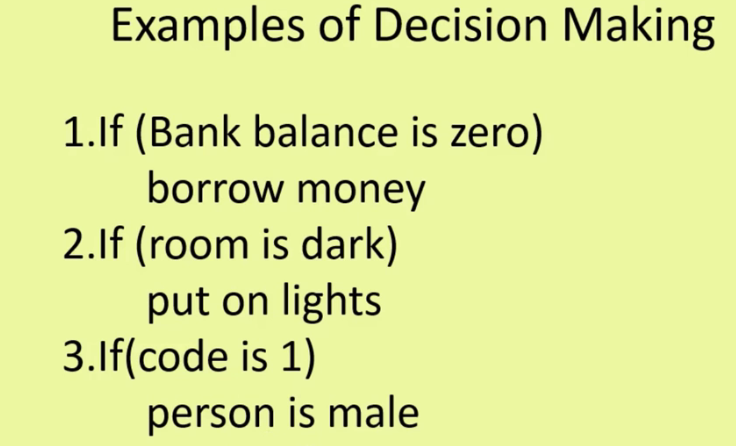 Examples of Decision Making
1.If (Bank balance is zero)
borrow money
2.If (room is dark)
put on lights
3.If(code is 1)
person is male